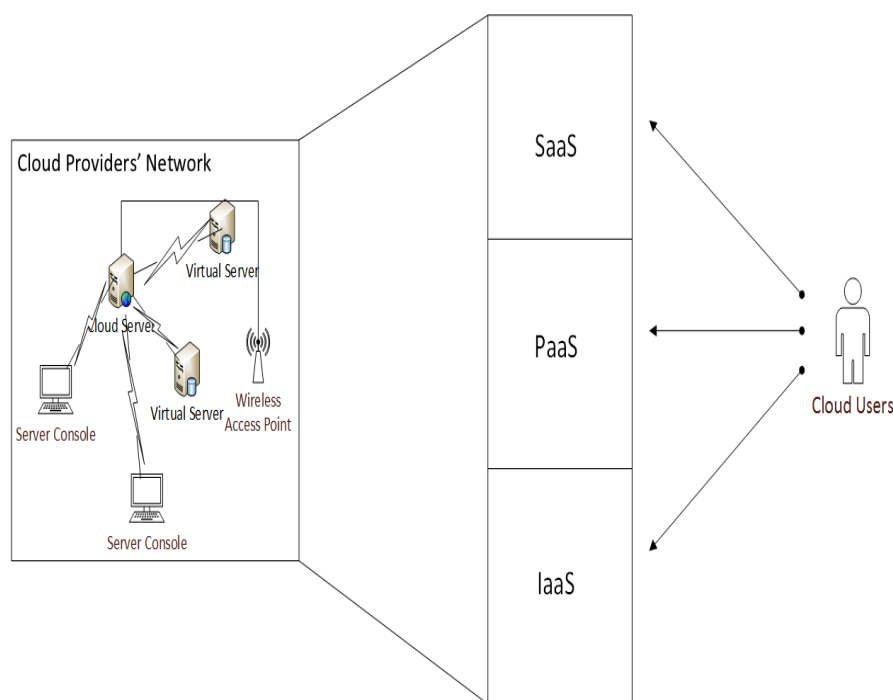 Cloud Providers' Network
Virtual Server
Cloud Server
Virtual Server
Wireless
Access Point
Server Console
Server Console
SaaS
PaaS
IaaS
Cloud Users